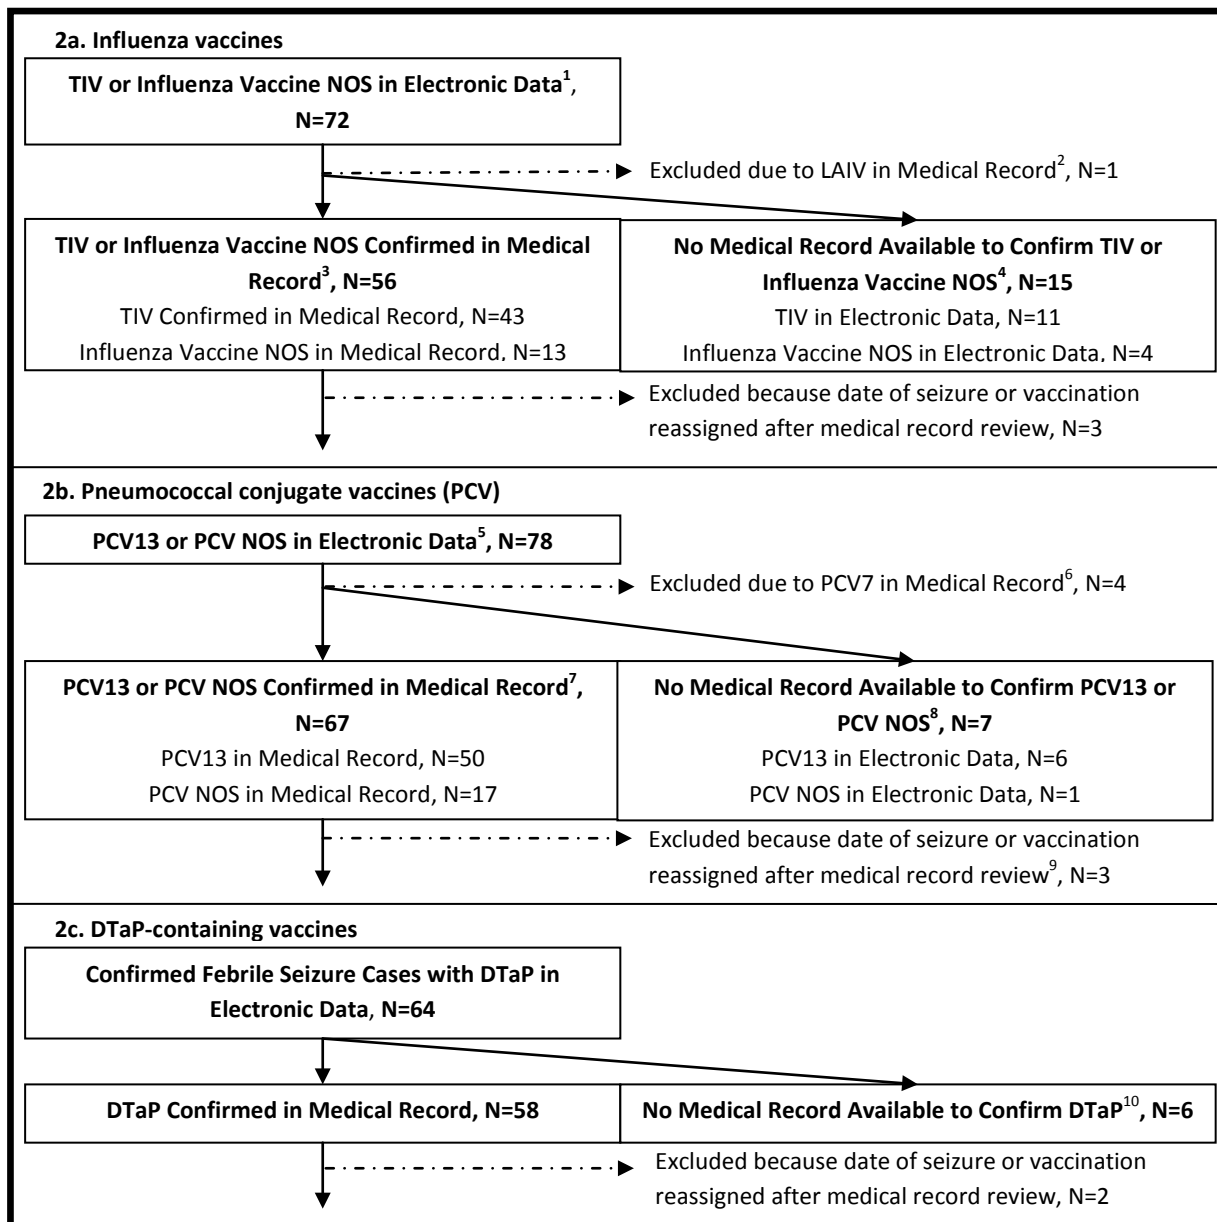 2a. Influenza vaccines
TIV or Influenza Vaccine NOS in Electronic Data1,
N=72
Excluded due to LAIV in Medical Record2, N=1
TIV or Influenza Vaccine NOS Confirmed in Medical
Record3, N=56
TIV Confirmed in Medical Record, N=43
Influenza Vaccine NOS in Medical Record, N=13
No Medical Record Available to Confirm TIV or
Influenza Vaccine NOS4, N=15
TIV in Electronic Data, N=11
Influenza Vaccine NOS in Electronic Data, N=4
Excluded because date of seizure or vaccination
reassigned after medical record review, N=3
2b. Pneumococcal conjugate vaccines (PCV)
PCV13 or PCV NOS in Electronic Data5, N=78
Excluded due to PCV7 in Medical Record6, N=4
PCV13 or PCV NOS Confirmed in Medical Record7,
N=67
PCV13 in Medical Record, N=50
PCV NOS in Medical Record, N=17
No Medical Record Available to Confirm PCV13 or
PCV NOS8, N=7
PCV13 in Electronic Data, N=6
PCV NOS in Electronic Data, N=1
Excluded because date of seizure or vaccination
reassigned after medical record review9, N=3
2c. DTaP-containing vaccines
Confirmed Febrile Seizure Cases with DTaP in
Electronic Data, N=64
DTaP Confirmed in Medical Record, N=58
No Medical Record Available to Confirm DTaP10, N=6
Excluded because date of seizure or vaccination
reassigned after medical record review, N=2